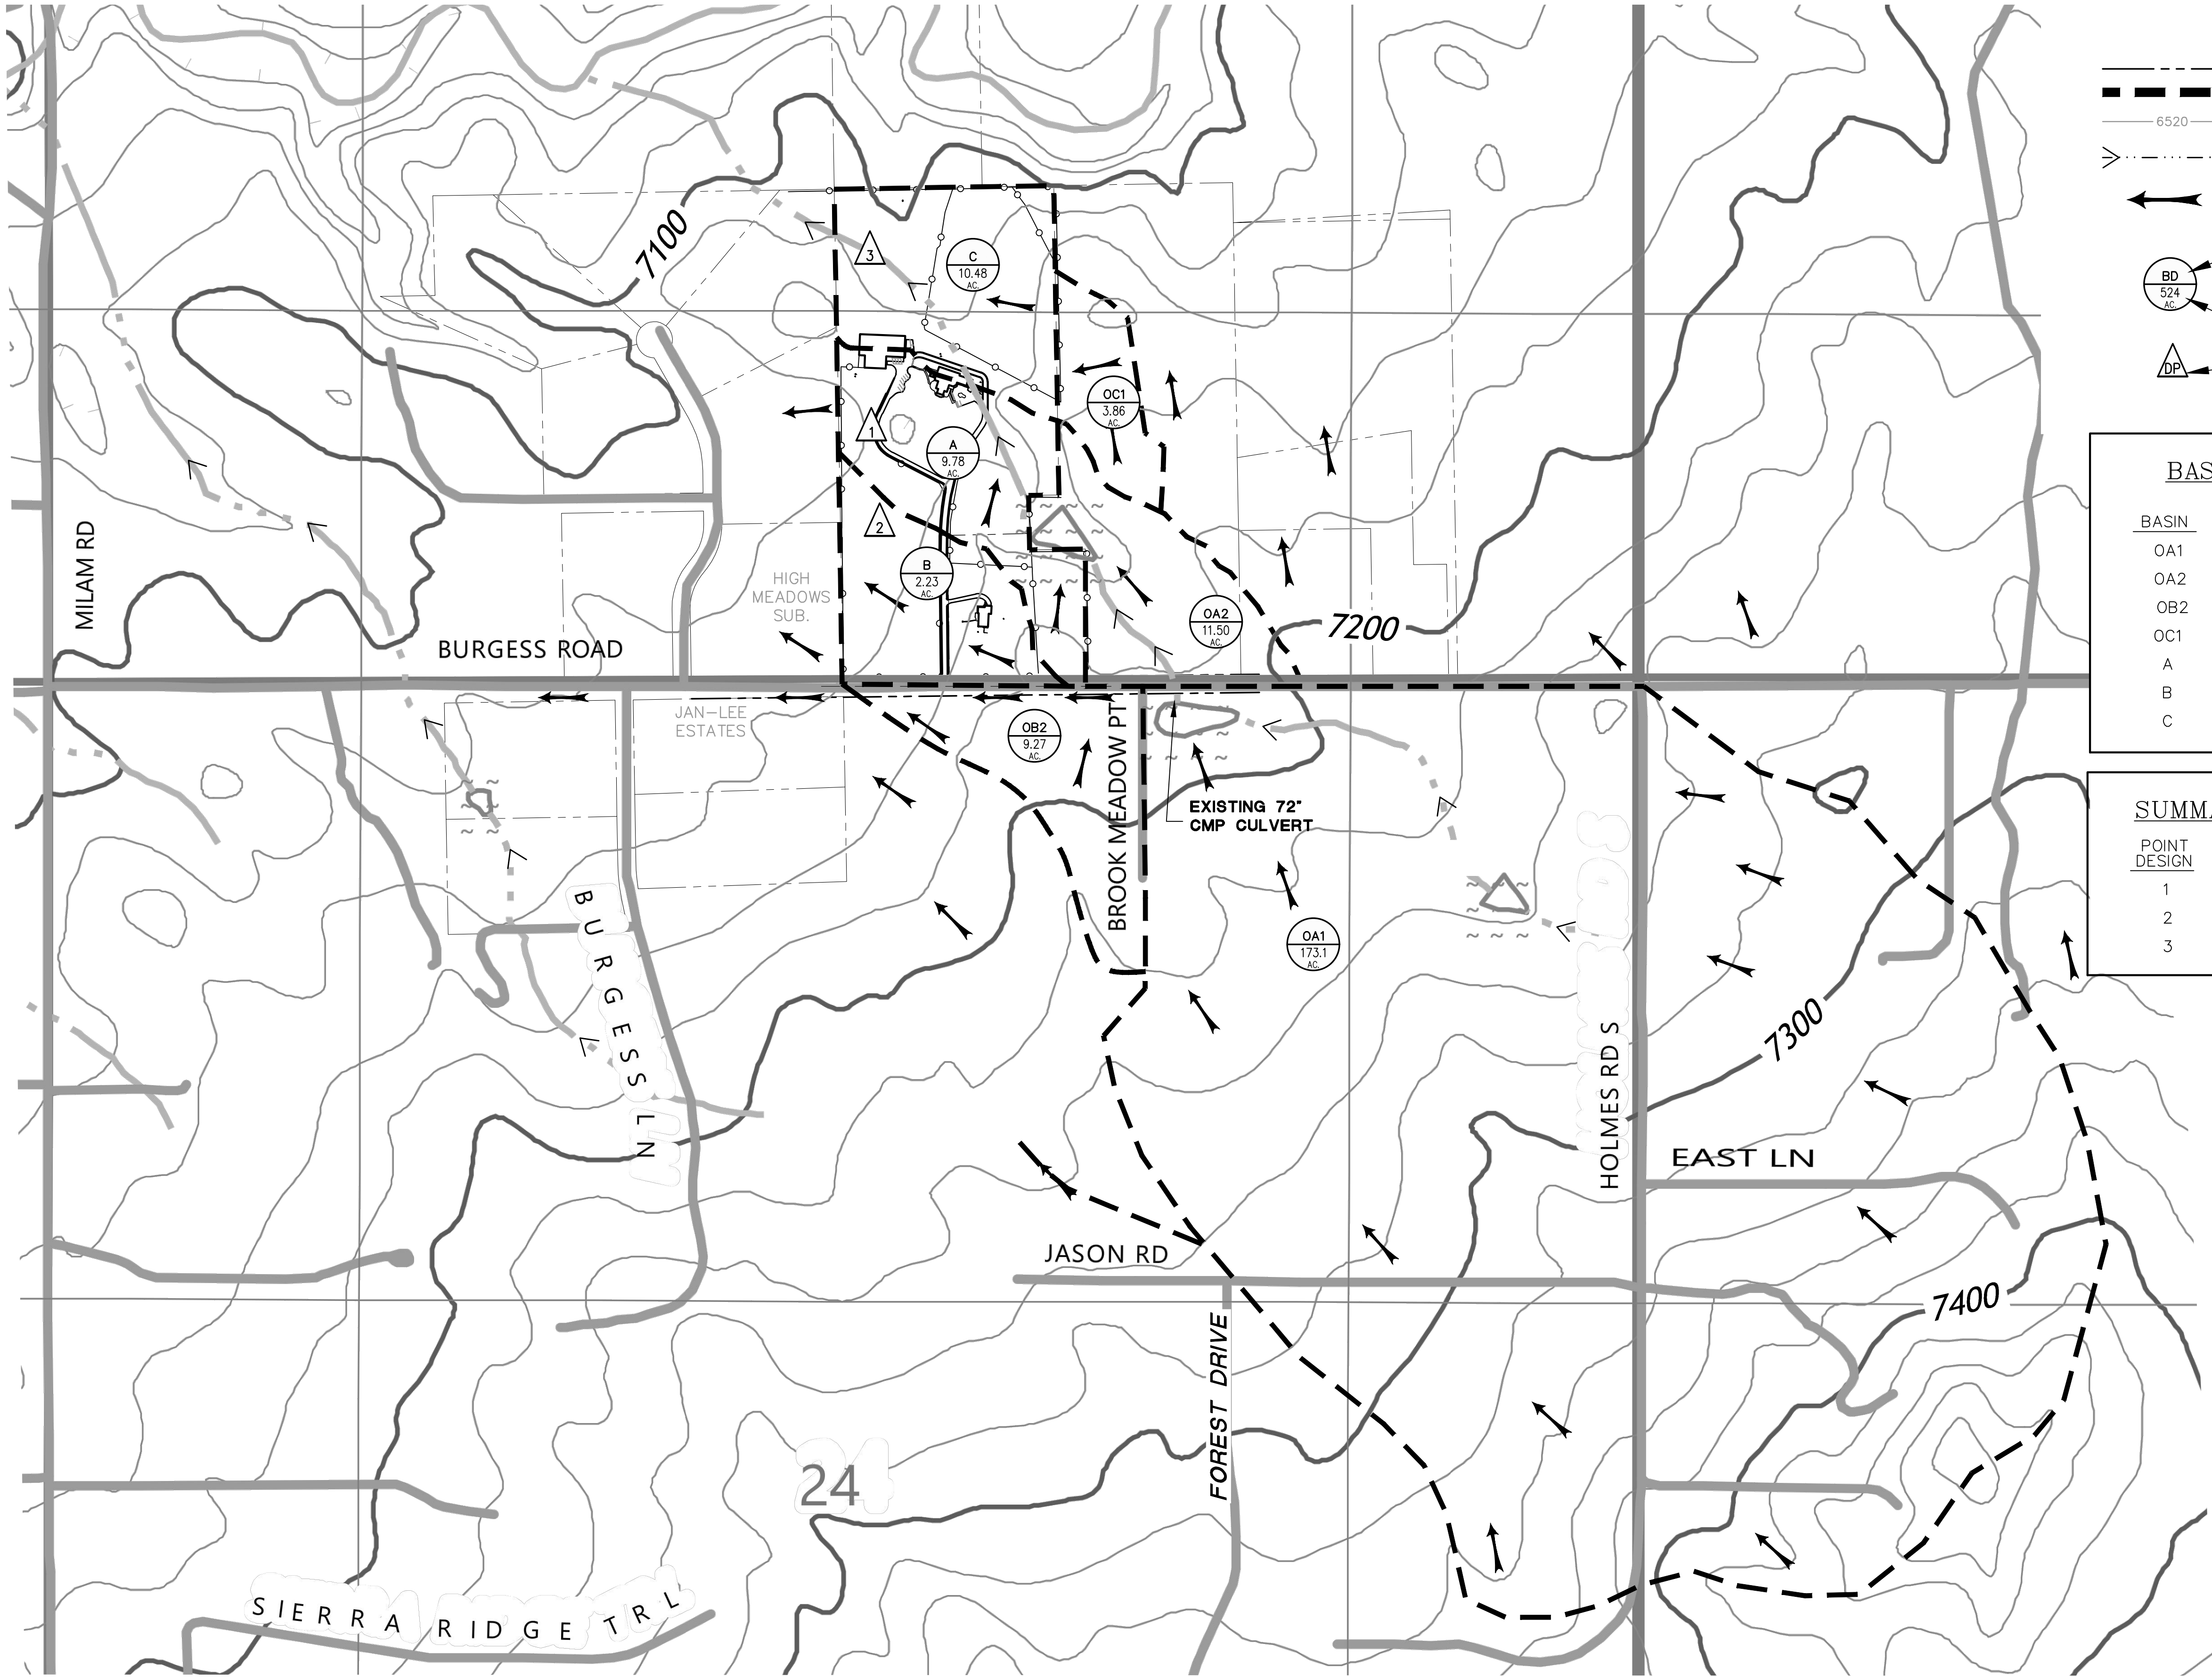 6520
7100
3
C
10.48
AC.
BD
524
AC.
DP
OC1
3.86
AC.
1
A
9.78
AC.
BAS
BASIN
OA1
OA2
OB2
OC1
A
B
C
2
MILAM RD
HIGH
MEADOWS
SUB.
B
2.23
AC.
OA2
11.50
AC.
7200
BURGESS ROAD
JAN-LEE
ESTATES
OB2
9.27
AC.
BROOK MEADOW PT
EXISTING 72"
CMP CULVERT
SUMMA
POINT
DESIGN
1
2
3
BURGESS LN
OA1
173.1
AC.
7300
HOLMES RD S
EAST LN
JASON RD
7400
FOREST DRIVE
24
SIERRA RIDGE TRL